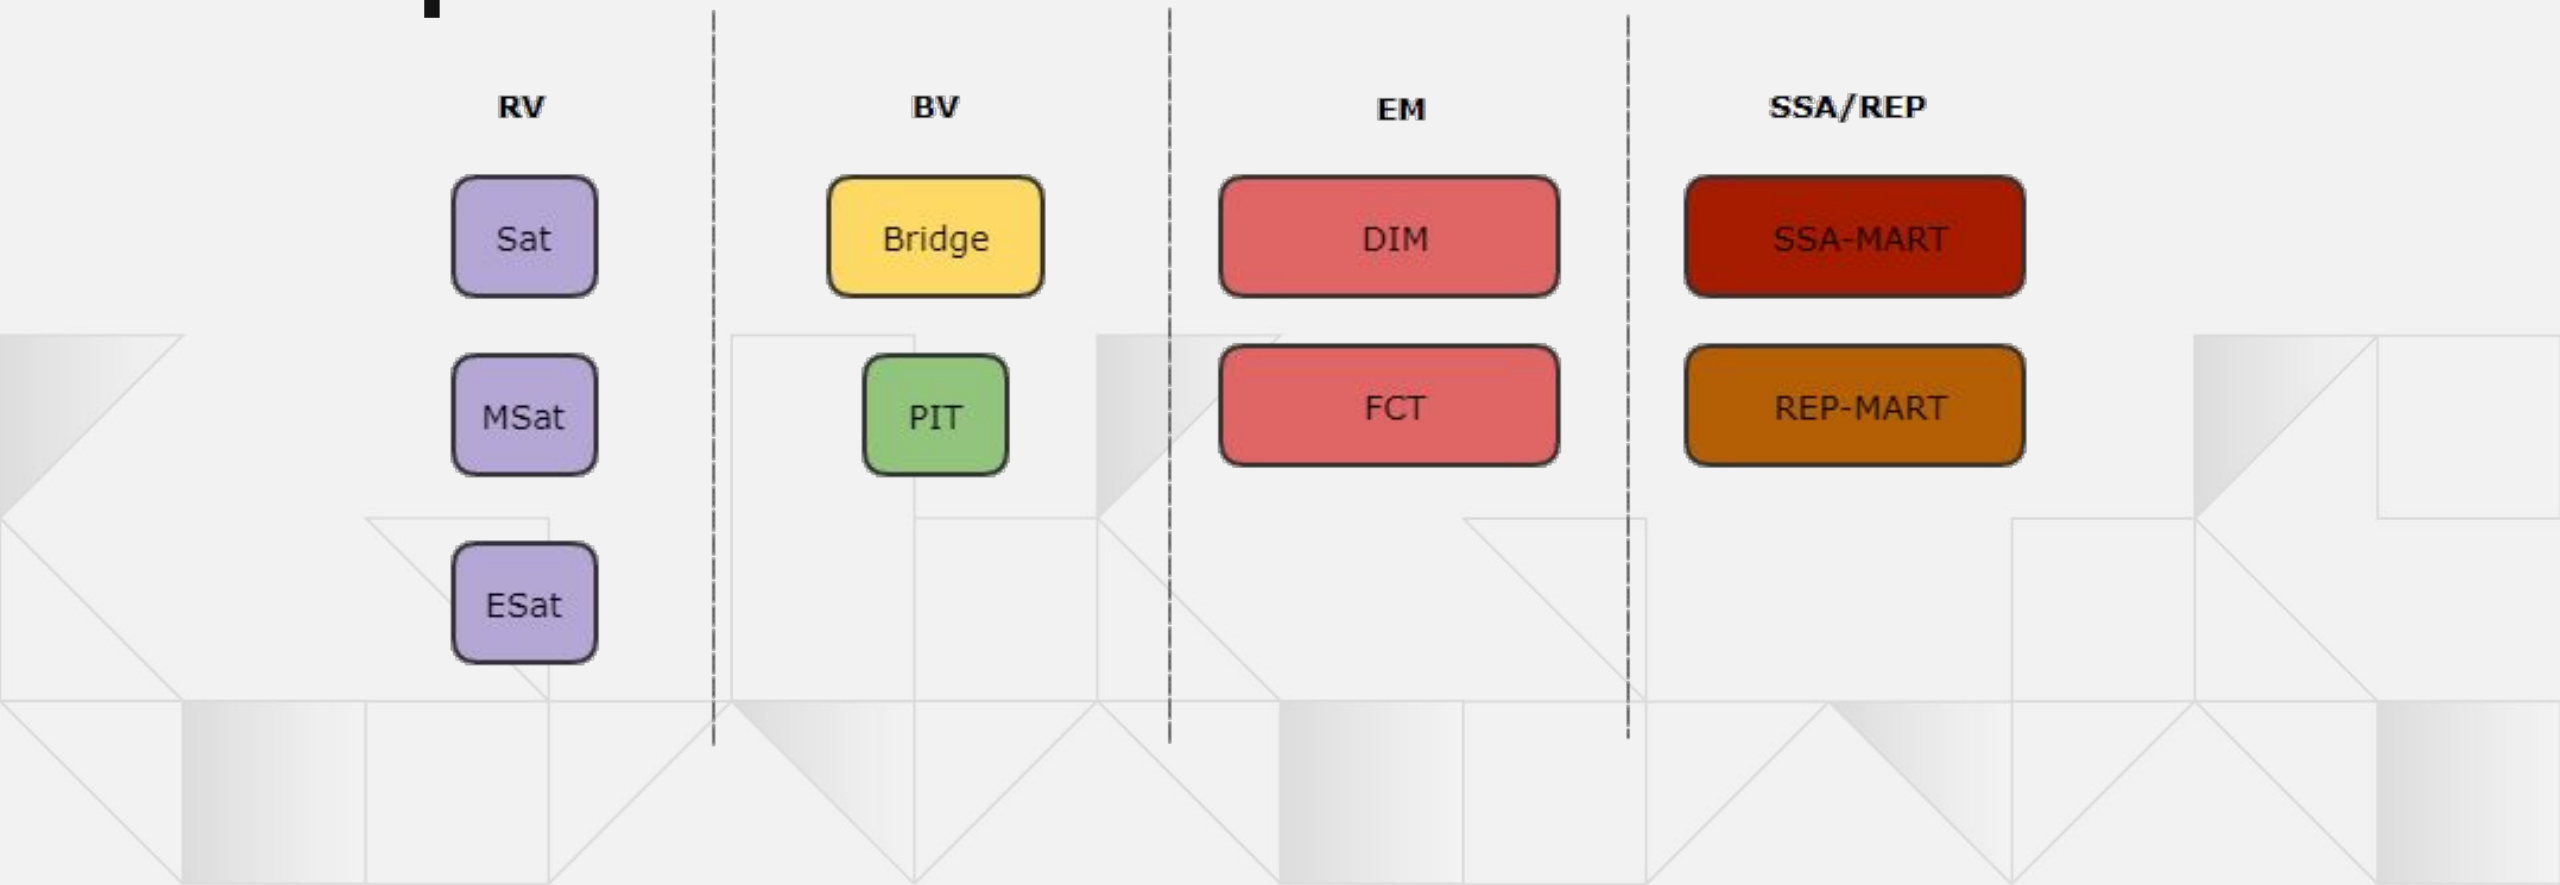 RV
BV
EM
SSA/REP
Sat
Bridge
DIM
SSA-MART
MSat
PIT
FCT
REP-MART
ESat